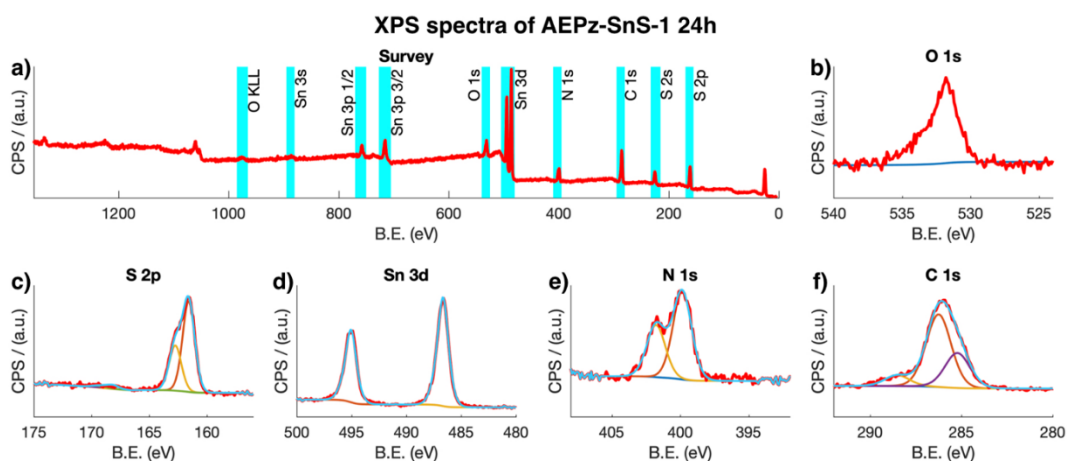 XPS spectra of AEPz-SnS-1 24h
a)
Survey
CPS / (a.u.)
O KLL
Sn 3s
Sn 3p 1/2
Sn 3p 3/2
O 1s
Sn 3d
N 1s
C 1s
S 2s
S 2p
1200 1000 800 600 400 200 0
B.E. (eV)
b)
O 1s
CPS / (a.u.)
540 535 530 525
B.E. (eV)
c)
S 2p
CPS / (a.u.)
175 170 165 160
B.E. (eV)
d)
Sn 3d
CPS / (a.u.)
500 495 490 485 480
B.E. (eV)
e)
N 1s
CPS / (a.u.)
405 400 395
B.E. (eV)
f)
C 1s
CPS / (a.u.)
290 285 280
B.E. (eV)